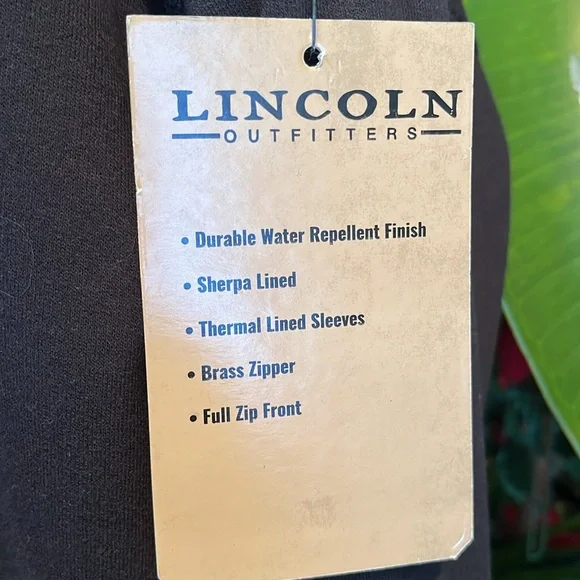 LINCOLN
OUTFITTERS
• Durable Water Repellent Finish
• Sherpa Lined
• Thermal Lined Sleeves
• Brass Zipper
• Full Zip Front